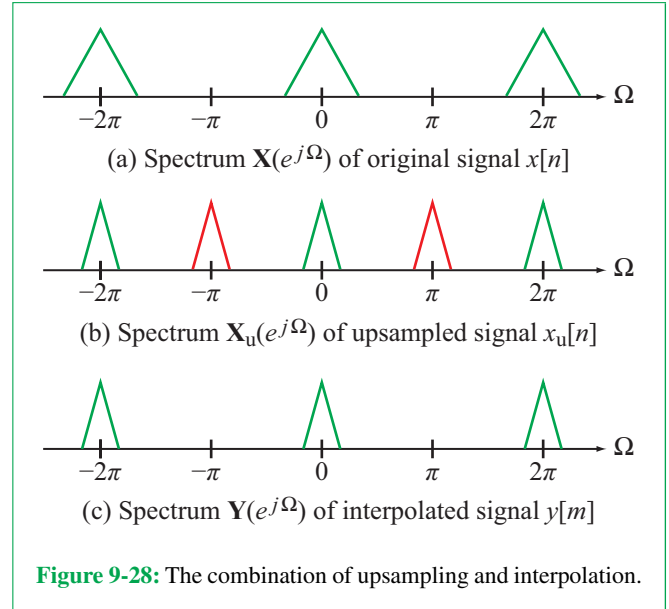 Ω
−2π −π 0 π 2π
(a) Spectrum X(e^{jΩ}) of original signal x[n]
Ω
−2π −π 0 π 2π
(b) Spectrum X_u(e^{jΩ}) of upsampled signal x_u[n]
Ω
−2π −π 0 π 2π
(c) Spectrum Y(e^{jΩ}) of interpolated signal y[m]
Figure 9-28: The combination of upsampling and interpolation.